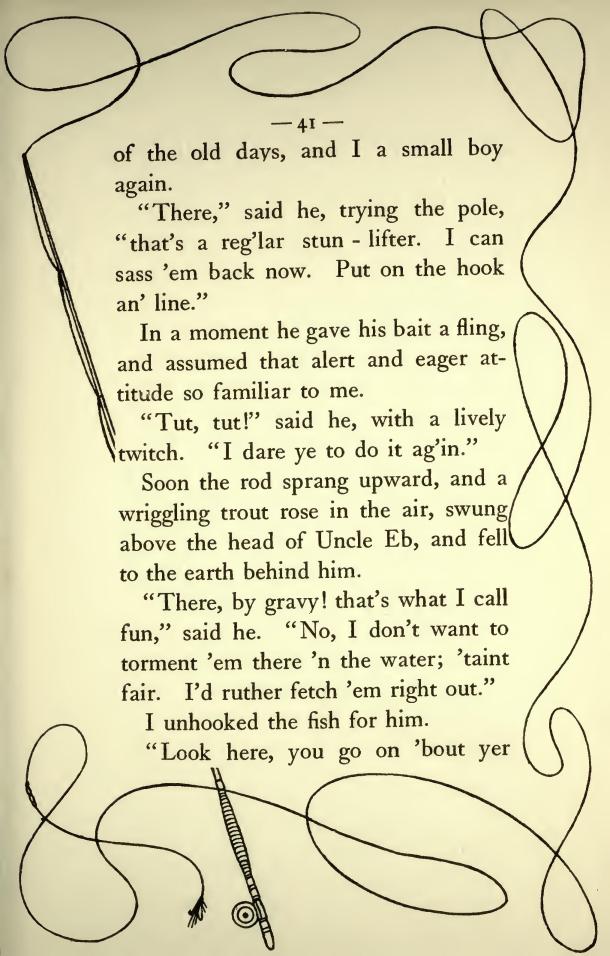 — 41 —
of the old days, and I a small boy
again.
“There,” said he, trying the pole,
“that’s a reg’lar stun - lifter. I can
sass ’em back now. Put on the hook
an’ line.”
In a moment he gave his bait a fling,
and assumed that alert and eager at-
titude so familiar to me.
“Tut, tut!” said he, with a lively
twitch. “I dare ye to do it ag’in.”
Soon the rod sprang upward, and a
wriggling trout rose in the air, swung
above the head of Uncle Eb, and fell
to the earth behind him.
“There, by gravy! that’s what I call
fun,” said he. “No, I don’t want to
torment ’em there ’n the water; ’taint
fair. I’d ruther fetch ’em right out.”
I unhooked the fish for him.
“Look here, you go on ’bout yer